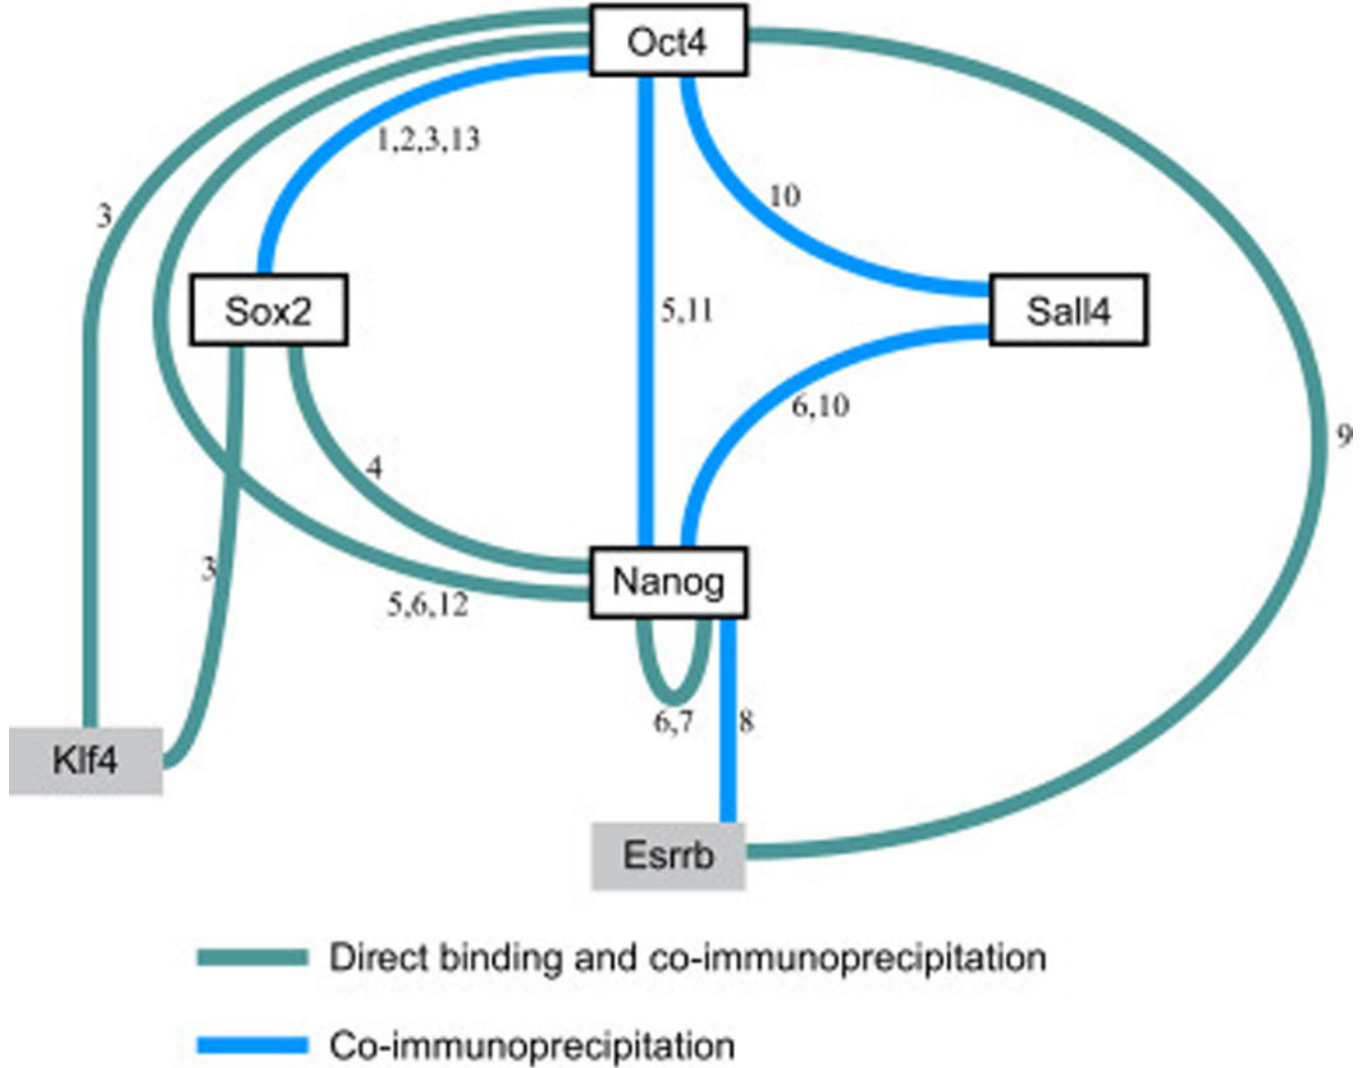 Oct4
1,2,3,13
10
3
Sox2
Sall4
5,11
6,10
9
4
3
Nanog
5,6,12
6,7
8
Klf4
Esrrb
Direct binding and co-immunoprecipitation
Co-immunoprecipitation